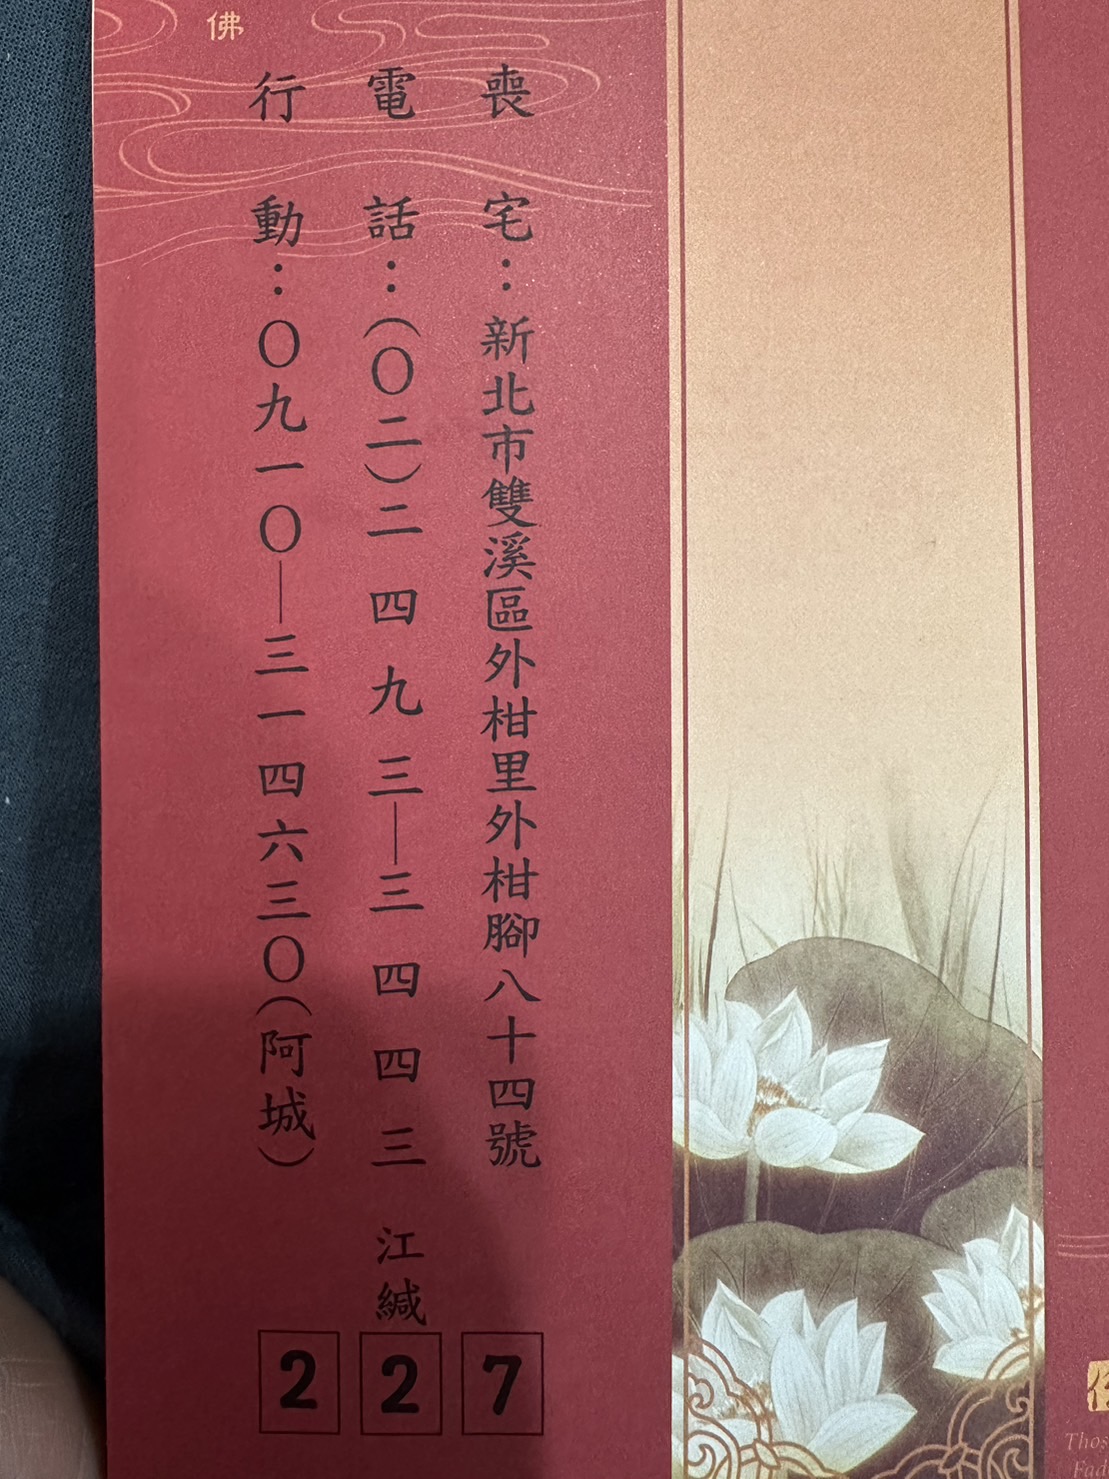 喪宅：新北市雙溪區外柑里外柑腳八十四號
電話：(〇二)二四九三—三四四三
行動：〇九一〇—三一四六三〇(阿城)
江緘
227
佛
Thos
Fad